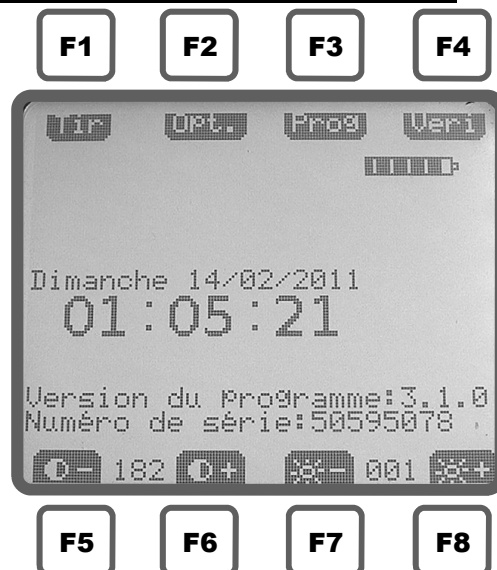 F1 F2 F3 F4
Tir Opt. Prog Veri
Dimanche 14/02/2011
01:05:21
Version du Programme:3.1.0
Numéro de série:50595078
- 182 + - 001 +
F5 F6 F7 F8